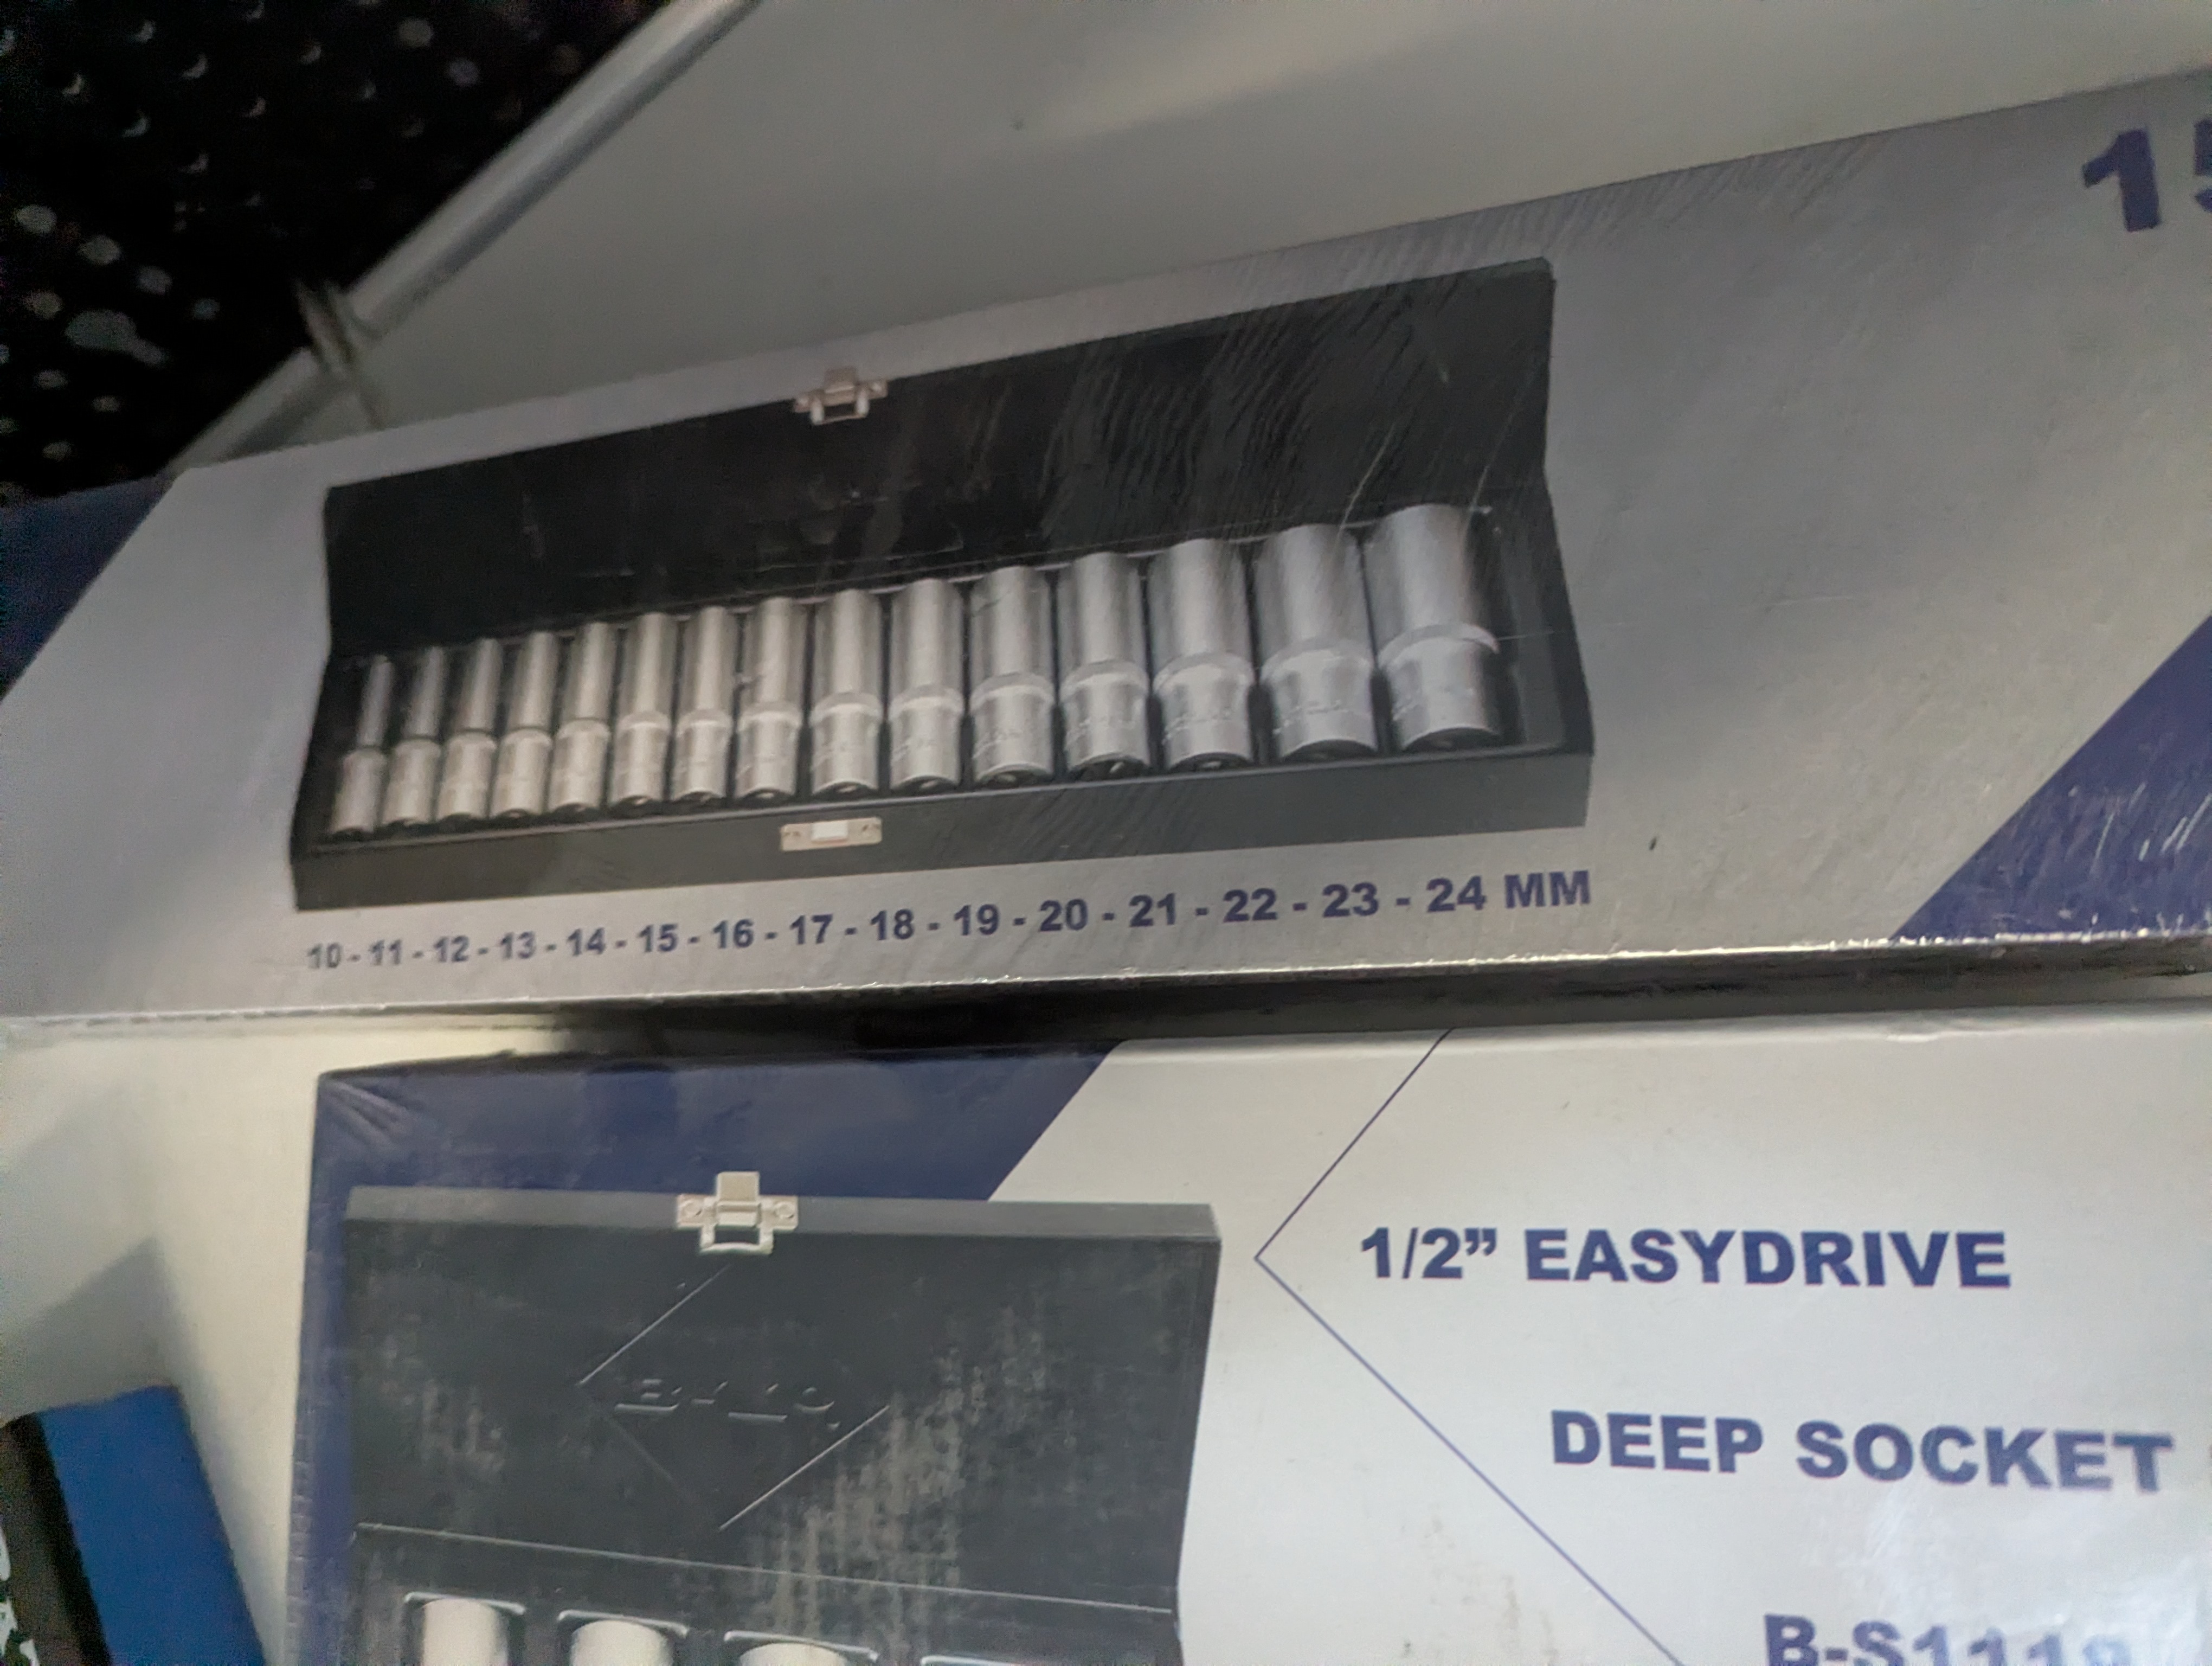 15
10 - 11 - 12 - 13 - 14 - 15 - 16 - 17 - 18 - 19 - 20 - 21 - 22 - 23 - 24 MM
1/2” EASYDRIVE
DEEP SOCKET